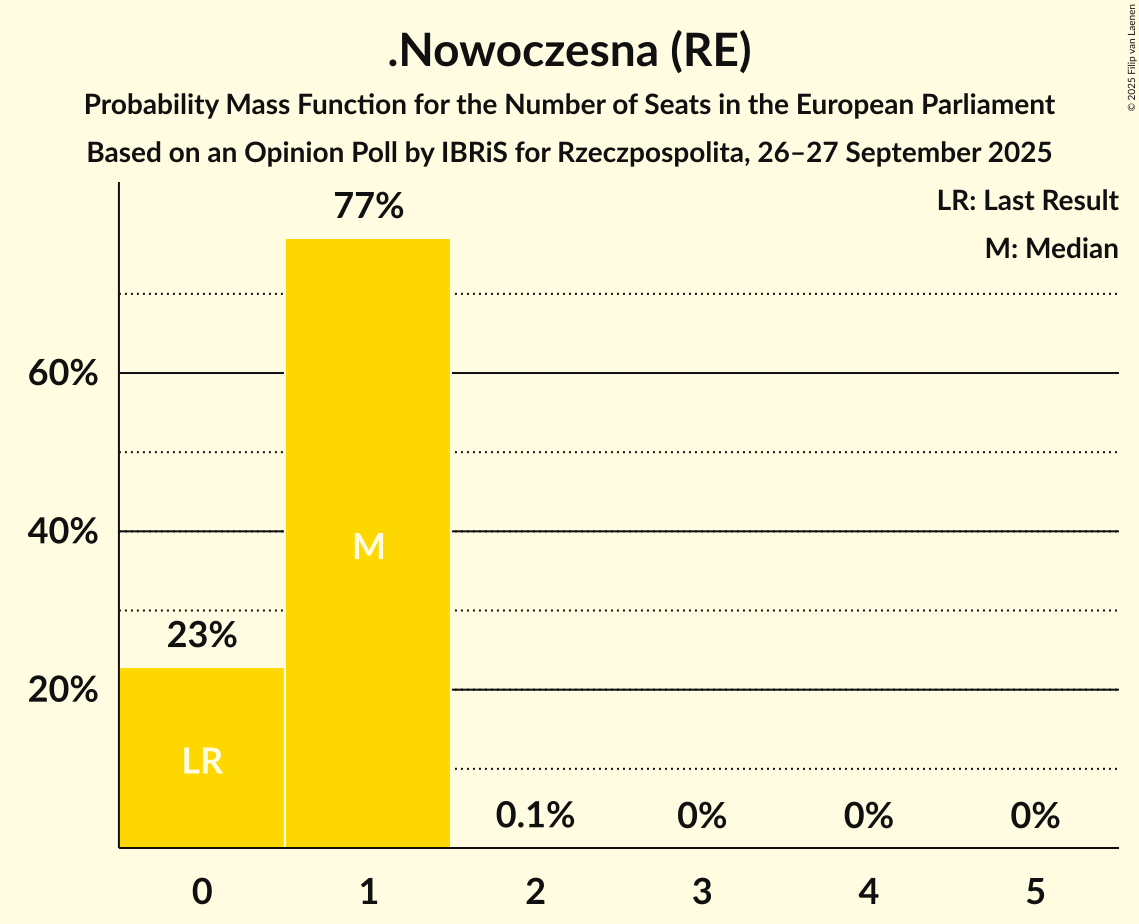 .Nowoczesna (RE)
Probability Mass Function for the Number of Seats in the European Parliament
Based on an Opinion Poll by IBRiS for Rzeczpospolita, 26–27 September 2025
© 2025 Filip van Laenen
LR: Last Result
M: Median
77%
60%
40%
M
23%
20%
LR
0.1%
0%
0%
0%
0
1
2
3
4
5